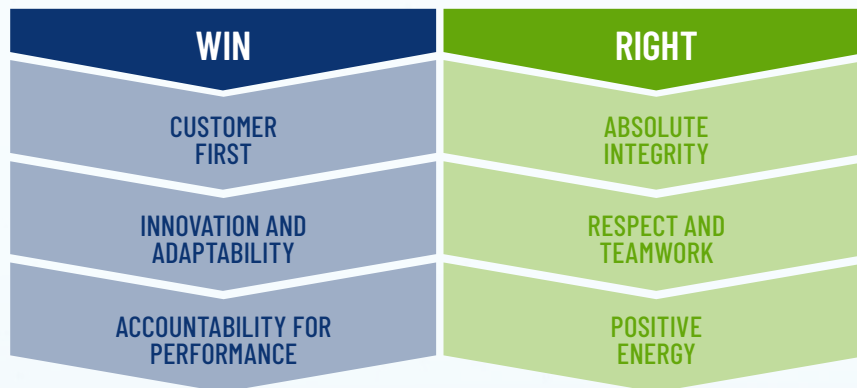 WIN
CUSTOMER
FIRST
INNOVATION AND
ADAPTABILITY
ACCOUNTABILITY FOR
PERFORMANCE
RIGHT
ABSOLUTE
INTEGRITY
RESPECT AND
TEAMWORK
POSITIVE
ENERGY